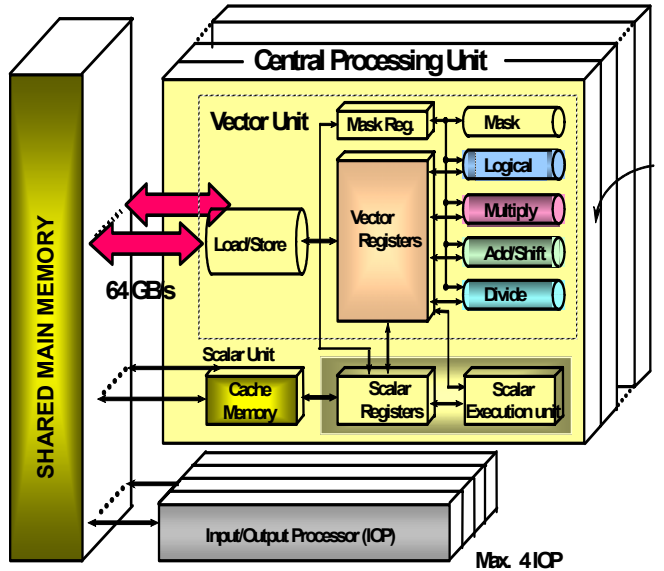 Central Processing Unit
Vector Unit
Mask Reg.
Mask
Logical
Multiply
Add/Shift
Divide
Vector
Registers
Load/Store
64 GB/s
SHARED MAIN MEMORY
Scalar Unit
Cache
Memory
Scalar
Registers
Scalar
Execution unit
Input/Output Processor (IOP)
Max. 4 IOP